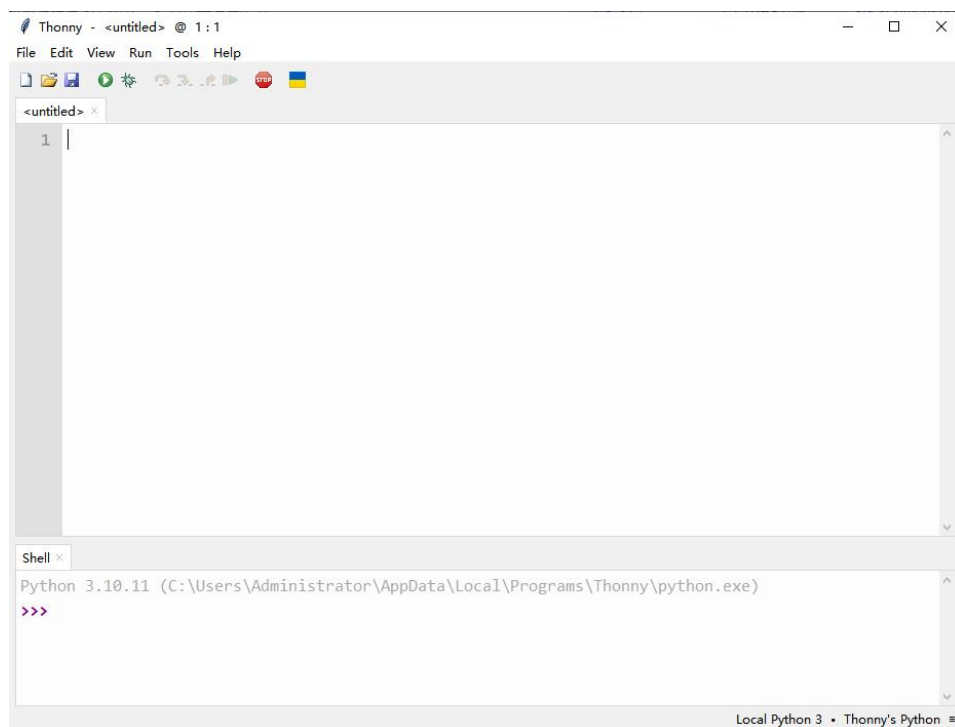 Thonny - <untitled> @ 1:1
File Edit View Run Tools Help
STOP
<untitled> ×
1
Shell ×
Python 3.10.11 (C:\Users\Administrator\AppData\Local\Programs\Thonny\python.exe)
>>>
Local Python 3 • Thonny's Python ≡